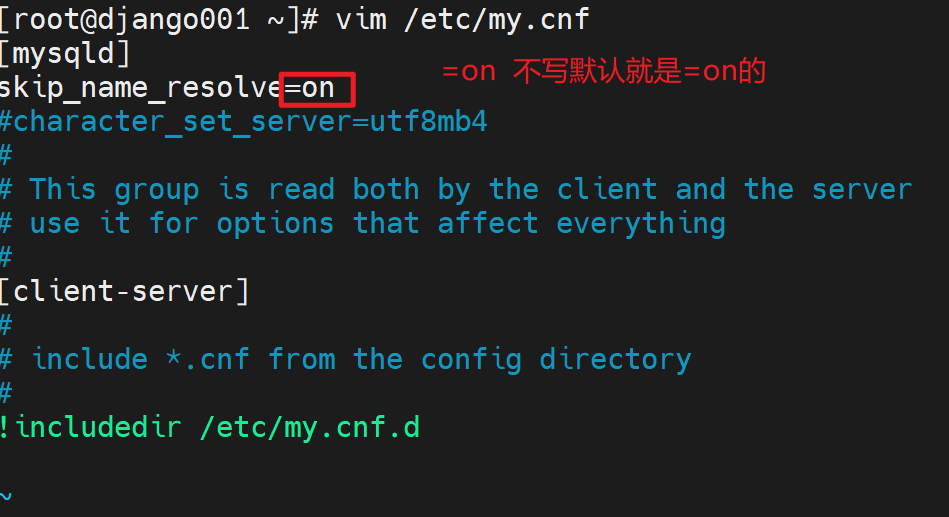 [root@django001 ~]# vim /etc/my.cnf
[mysqld]
skip_name_resolve=on =on 不写默认就是=on的
#character_set_server=utf8mb4
#
# This group is read both by the client and the server
# use it for options that affect everything
#
[client-server]
#
# include *.cnf from the config directory
#
!includedir /etc/my.cnf.d
~